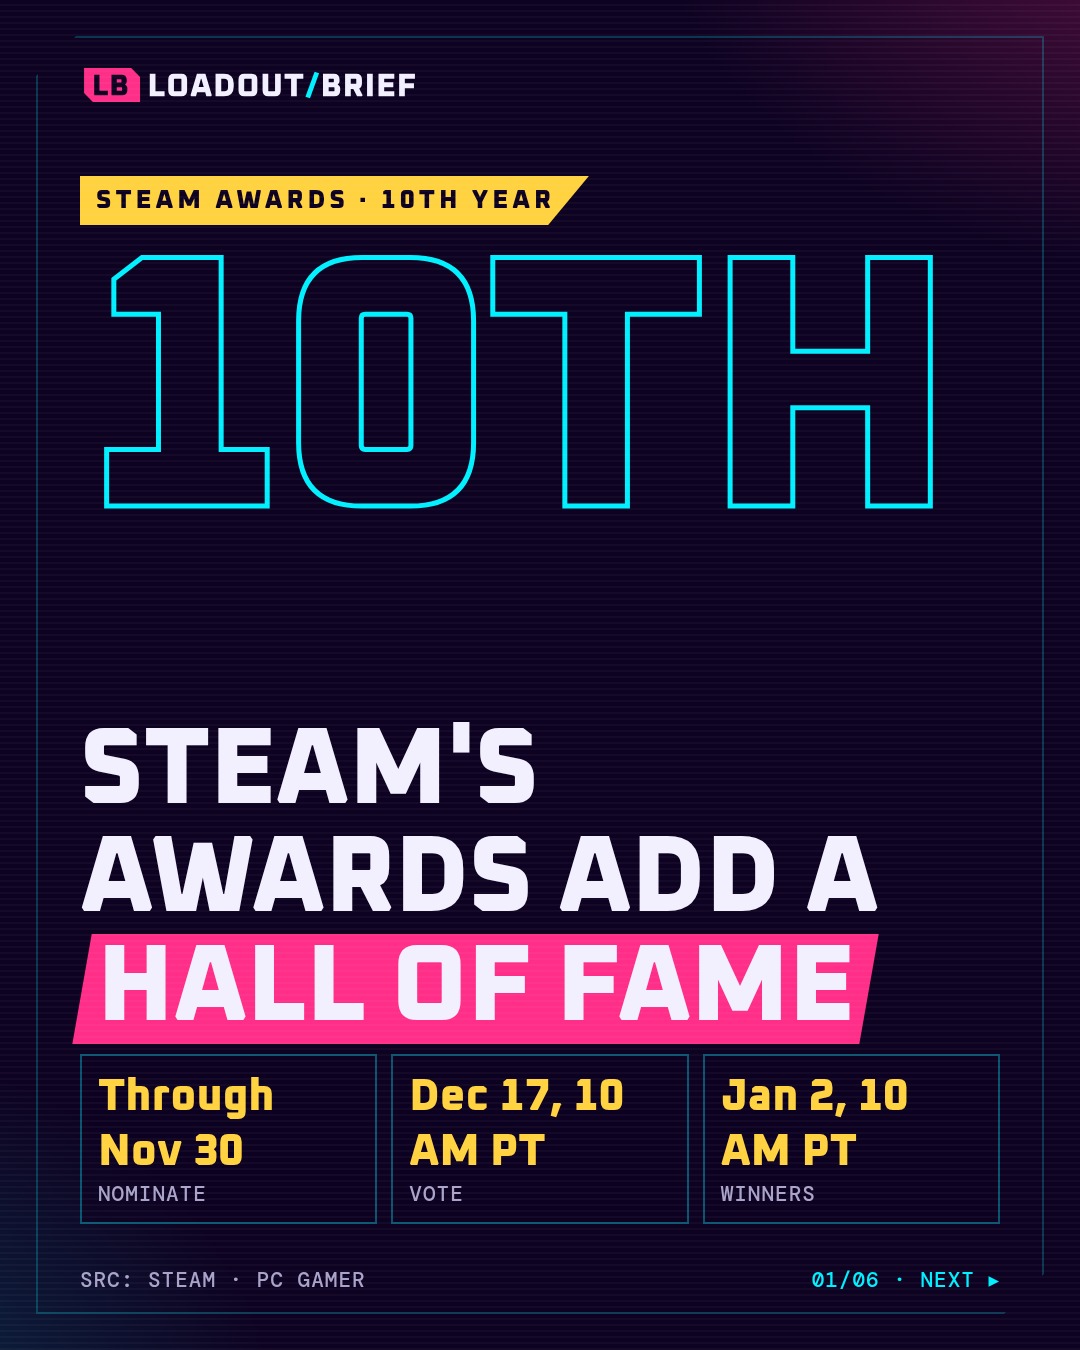 LB LOADOUT/BRIEF
STEAM AWARDS · 10TH YEAR
10TH
STEAM'S
AWARDS ADD A
HALL OF FAME
Through
Nov 30
NOMINATE
Dec 17, 10
AM PT
VOTE
Jan 2, 10
AM PT
WINNERS
SRC: STEAM · PC GAMER
01/06 · NEXT ▸